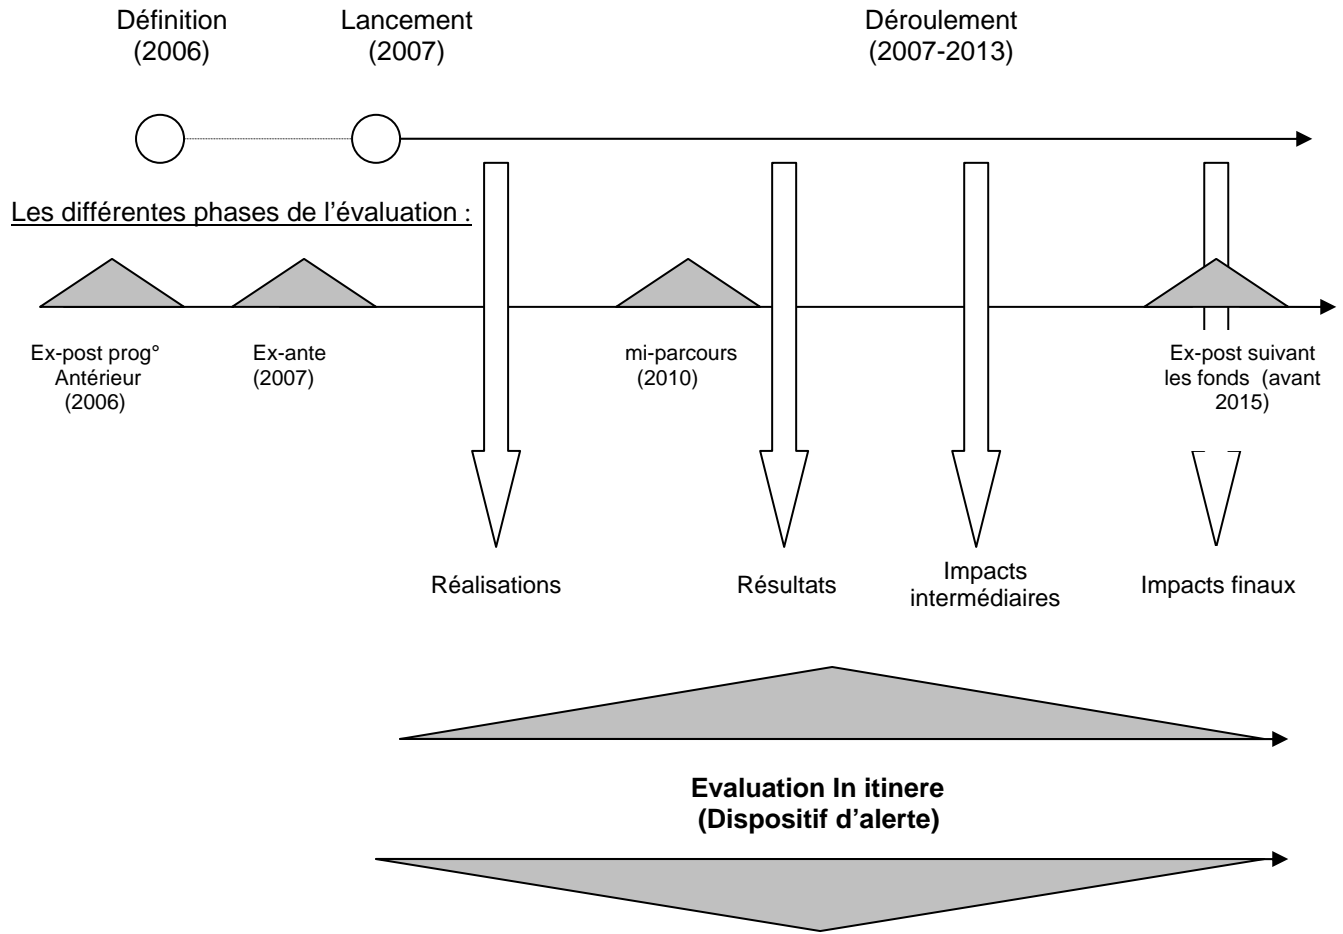 Définition
(2006)
Lancement
(2007)
Déroulement
(2007-2013)
Les différentes phases de l’évaluation :
Ex-post prog°
Antérieur
(2006)
Ex-ante
(2007)
mi-parcours
(2010)
Ex-post suivant
les fonds (avant
2015)
Réalisations
Résultats
Impacts
intermédiaires
Impacts finaux
Evaluation In itinere
(Dispositif d’alerte)